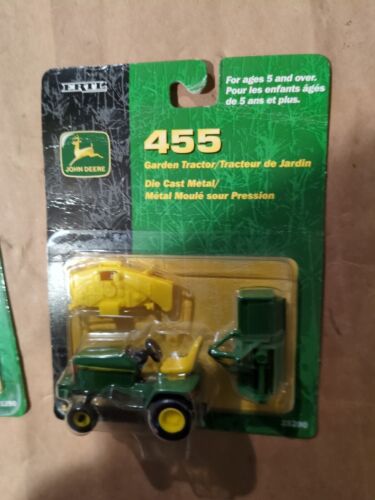 ERTL
For ages 5 and over.
Pour les enfants âgés
de 5 ans et plus.
JOHN DEERE
455
Garden Tractor/Tracteur de Jardin
Die Cast Metal/
Métal Moulé sour Pression